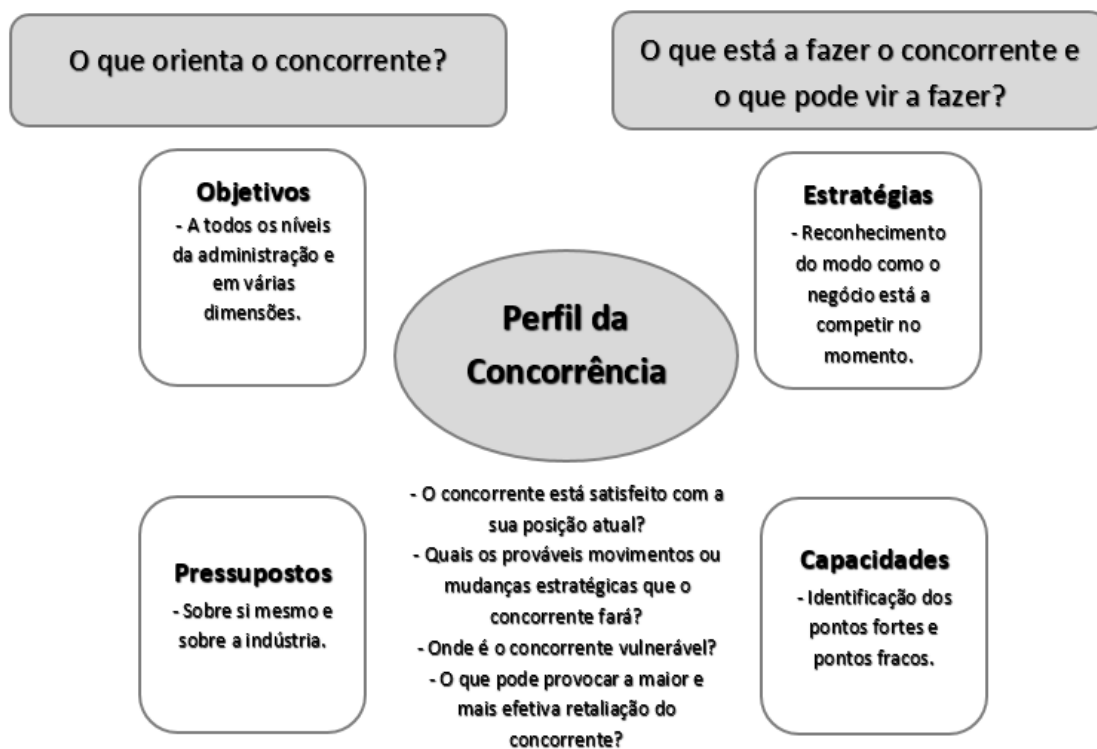 O que orienta o concorrente?
O que está a fazer o concorrente e
o que pode vir a fazer?
Objetivos
- A todos os níveis
da administração e
em várias
dimensões.
Estratégias
- Reconhecimento
do modo como o
negócio está a
competir no
momento.
Perfil da
Concorrência
Pressupostos
- Sobre si mesmo e
sobre a indústria.
- O concorrente está satisfeito com a
sua posição atual?
- Quais os prováveis movimentos ou
mudanças estratégicas que o
concorrente fará?
- Onde é o concorrente vulnerável?
- O que pode provocar a maior e
mais efetiva retaliação do
concorrente?
Capacidades
- Identificação dos
pontos fortes e
pontos fracos.